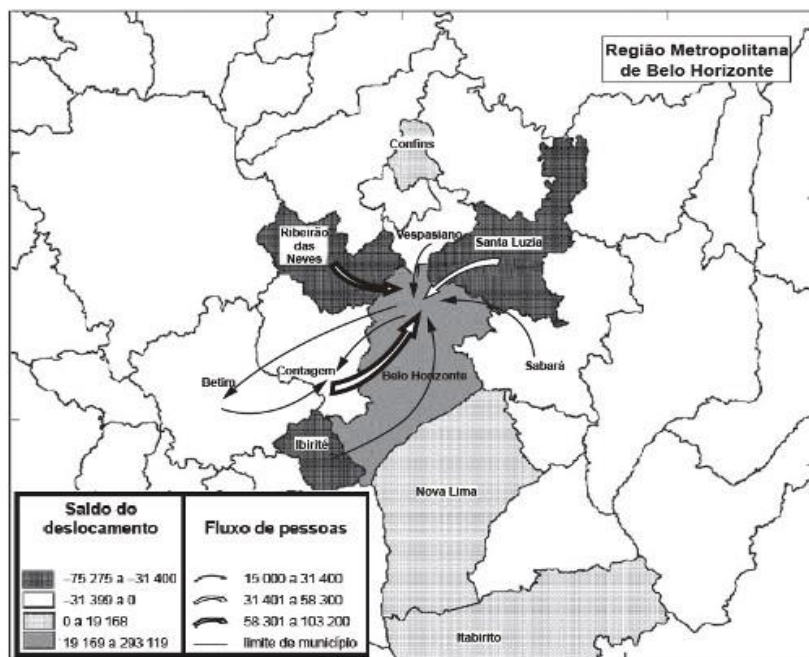 Região Metropolitana
de Belo Horizonte
Confins
Ribeirão
das
Neves
Vespasiano
Santa Luzia
Contagem
Betim
Belo Horizonte
Sabará
Ibirité
Nova Lima
Itabirito
Saldo do
deslocamento
–75 275 a –31 400
–31 399 a 0
0 a 19 168
19 169 a 293 119
Fluxo de pessoas
15 000 a 31 400
31 401 a 58 300
58 301 a 103 200
limite de município